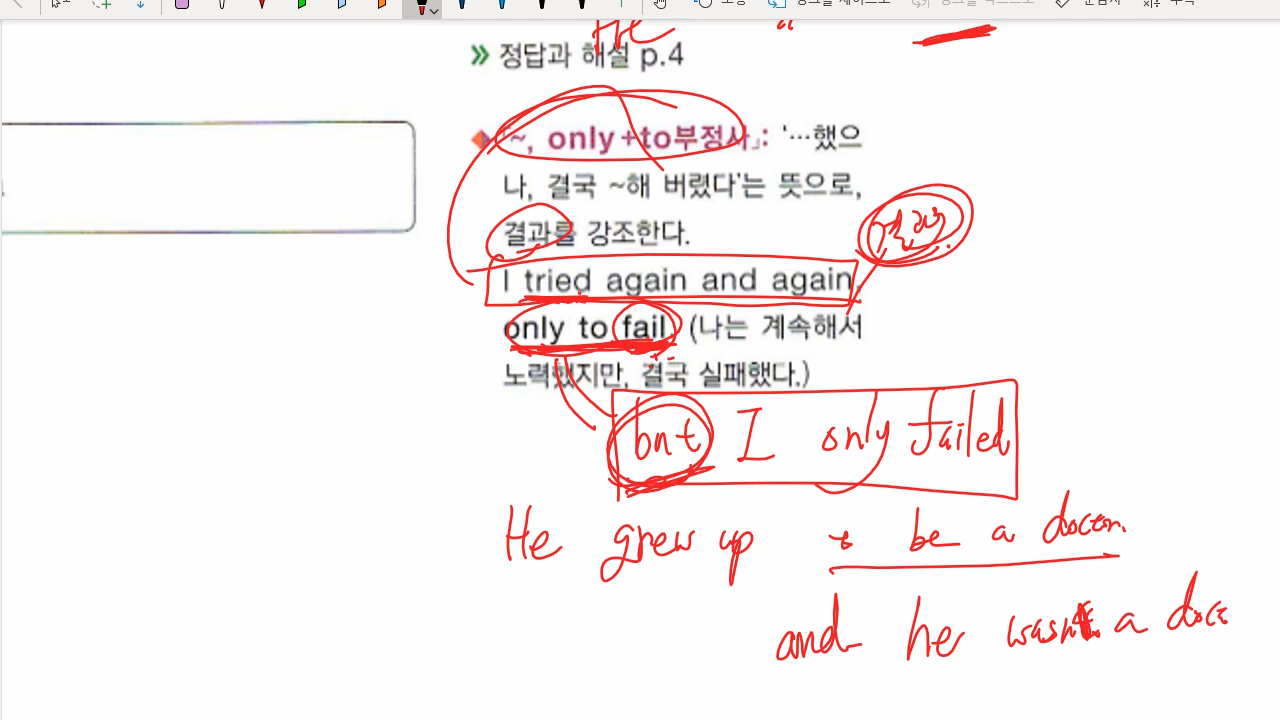 He a
» 정답과 해설 p.4
~, only+to부정사」: '…했으
나, 결국 ~해 버렸다'는 뜻으로,
결과를 강조한다.
결과
I tried again and again,
only to fail. (나는 계속해서
노력했지만, 결국 실패했다.)
but I only failed
He grew up to be a doctor.
and he was a doc